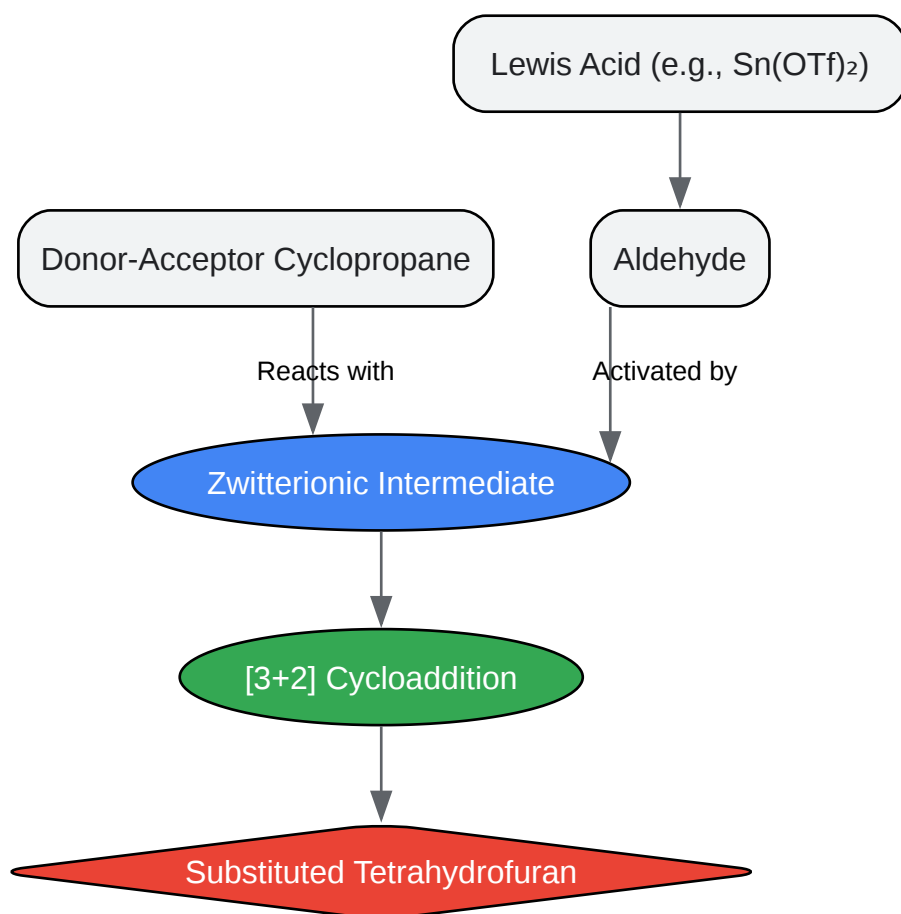 Lewis Acid (e.g., Sn(OTf)₂)
Donor-Acceptor Cyclopropane
Aldehyde
Reacts with
Activated by
Zwitterionic Intermediate
[3+2] Cycloaddition
Substituted Tetrahydrofuran